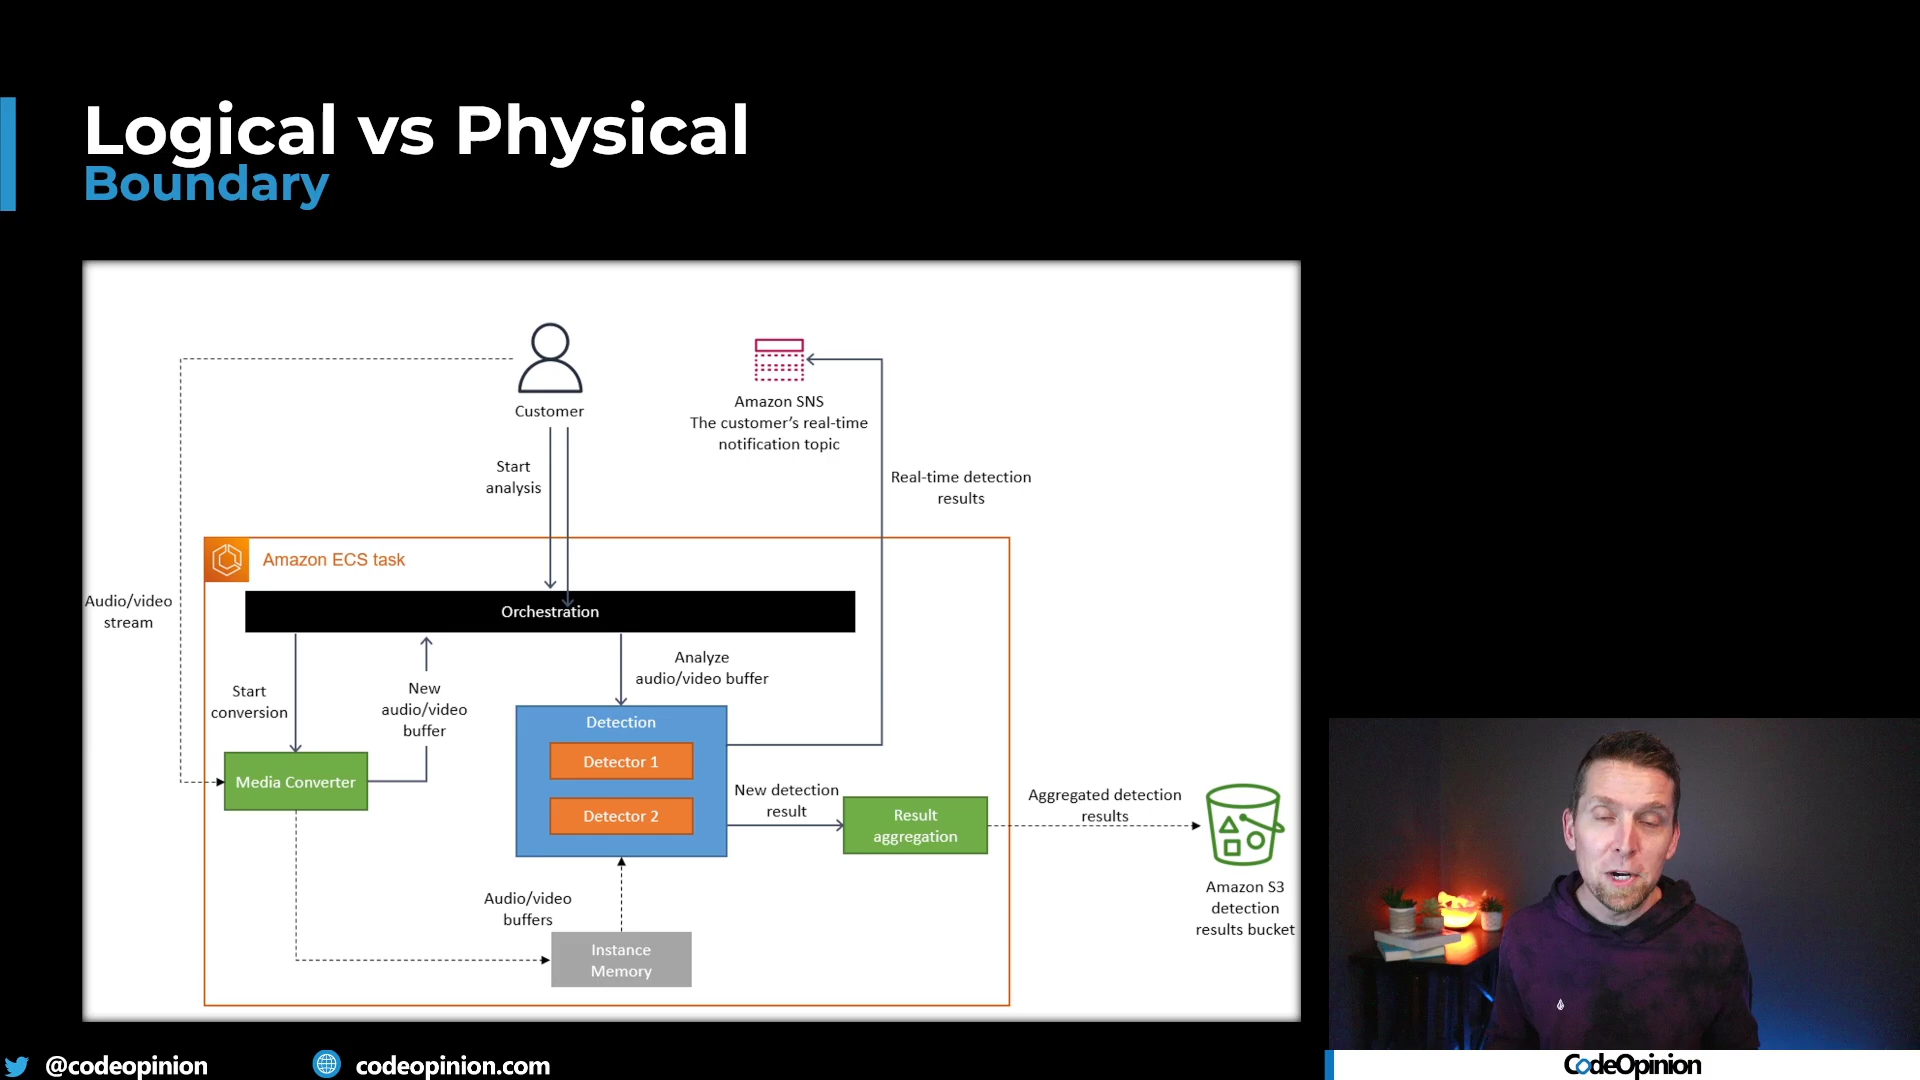 Logical vs Physical
Boundary
Customer
Amazon SNS
The customer's real-time
notification topic
Start
analysis
Real-time detection
results
Amazon ECS task
Audio/video
stream
Orchestration
Analyze
audio/video buffer
Start
conversion
New
audio/video
buffer
Detection
Detector 1
Detector 2
Media Converter
New detection
result
Result
aggregation
Aggregated detection
results
Audio/video
buffers
Instance
Memory
Amazon S3
detection
results bucket
@codeopinion
codeopinion.com
CodeOpinion